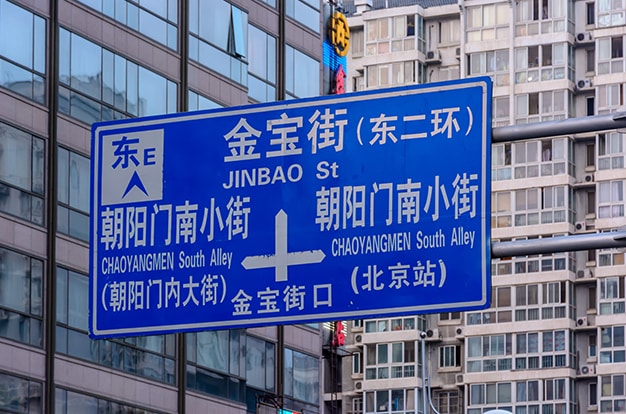 东 E
金宝街(东二环)
JINBAO St
朝阳门南小街
CHAOYANGMEN South Alley
(朝阳门内大街)
朝阳门南小街
CHAOYANGMEN South Alley
(北京站)
金宝街口